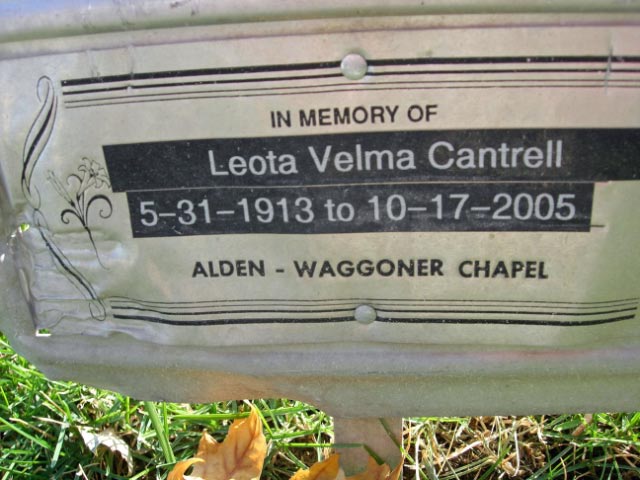 IN MEMORY OF
Leota Velma Cantrell
5-31-1913 to 10-17-2005
ALDEN - WAGGONER CHAPEL